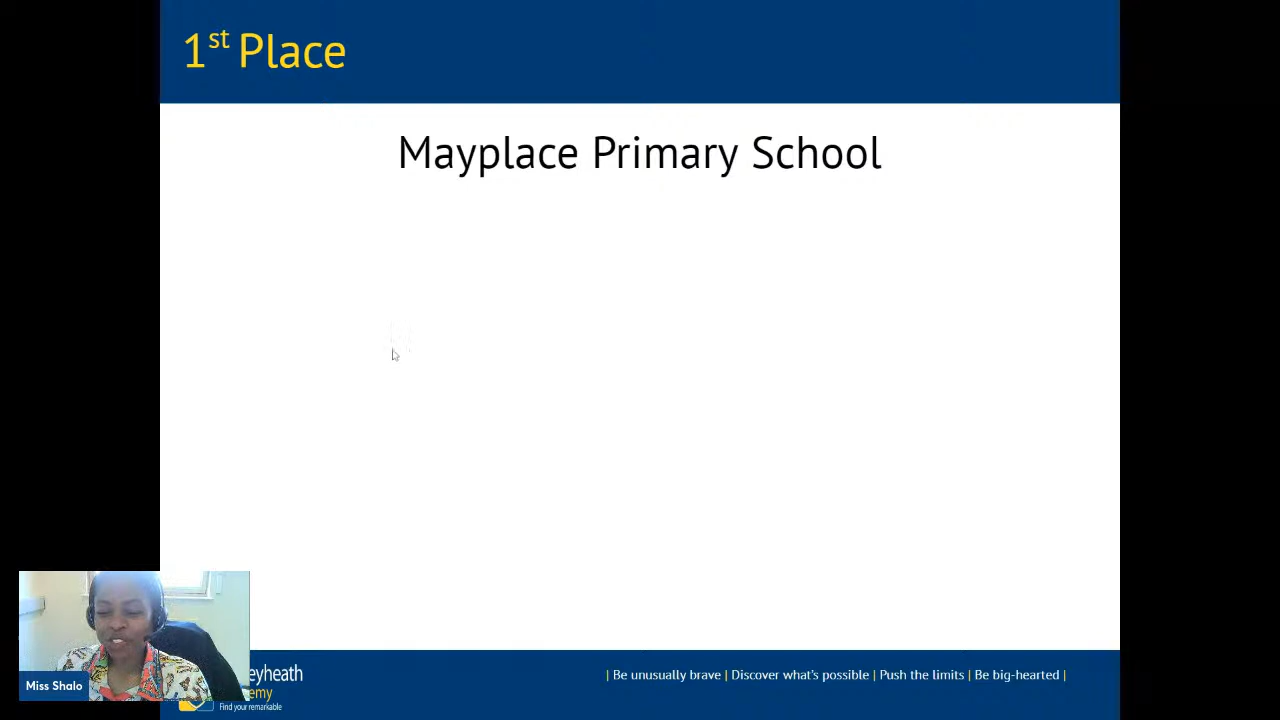 1st Place
Mayplace Primary School
Miss Shalo
eyheath
emy
Find your remarkable
| Be unusually brave | Discover what's possible | Push the limits | Be big-hearted |